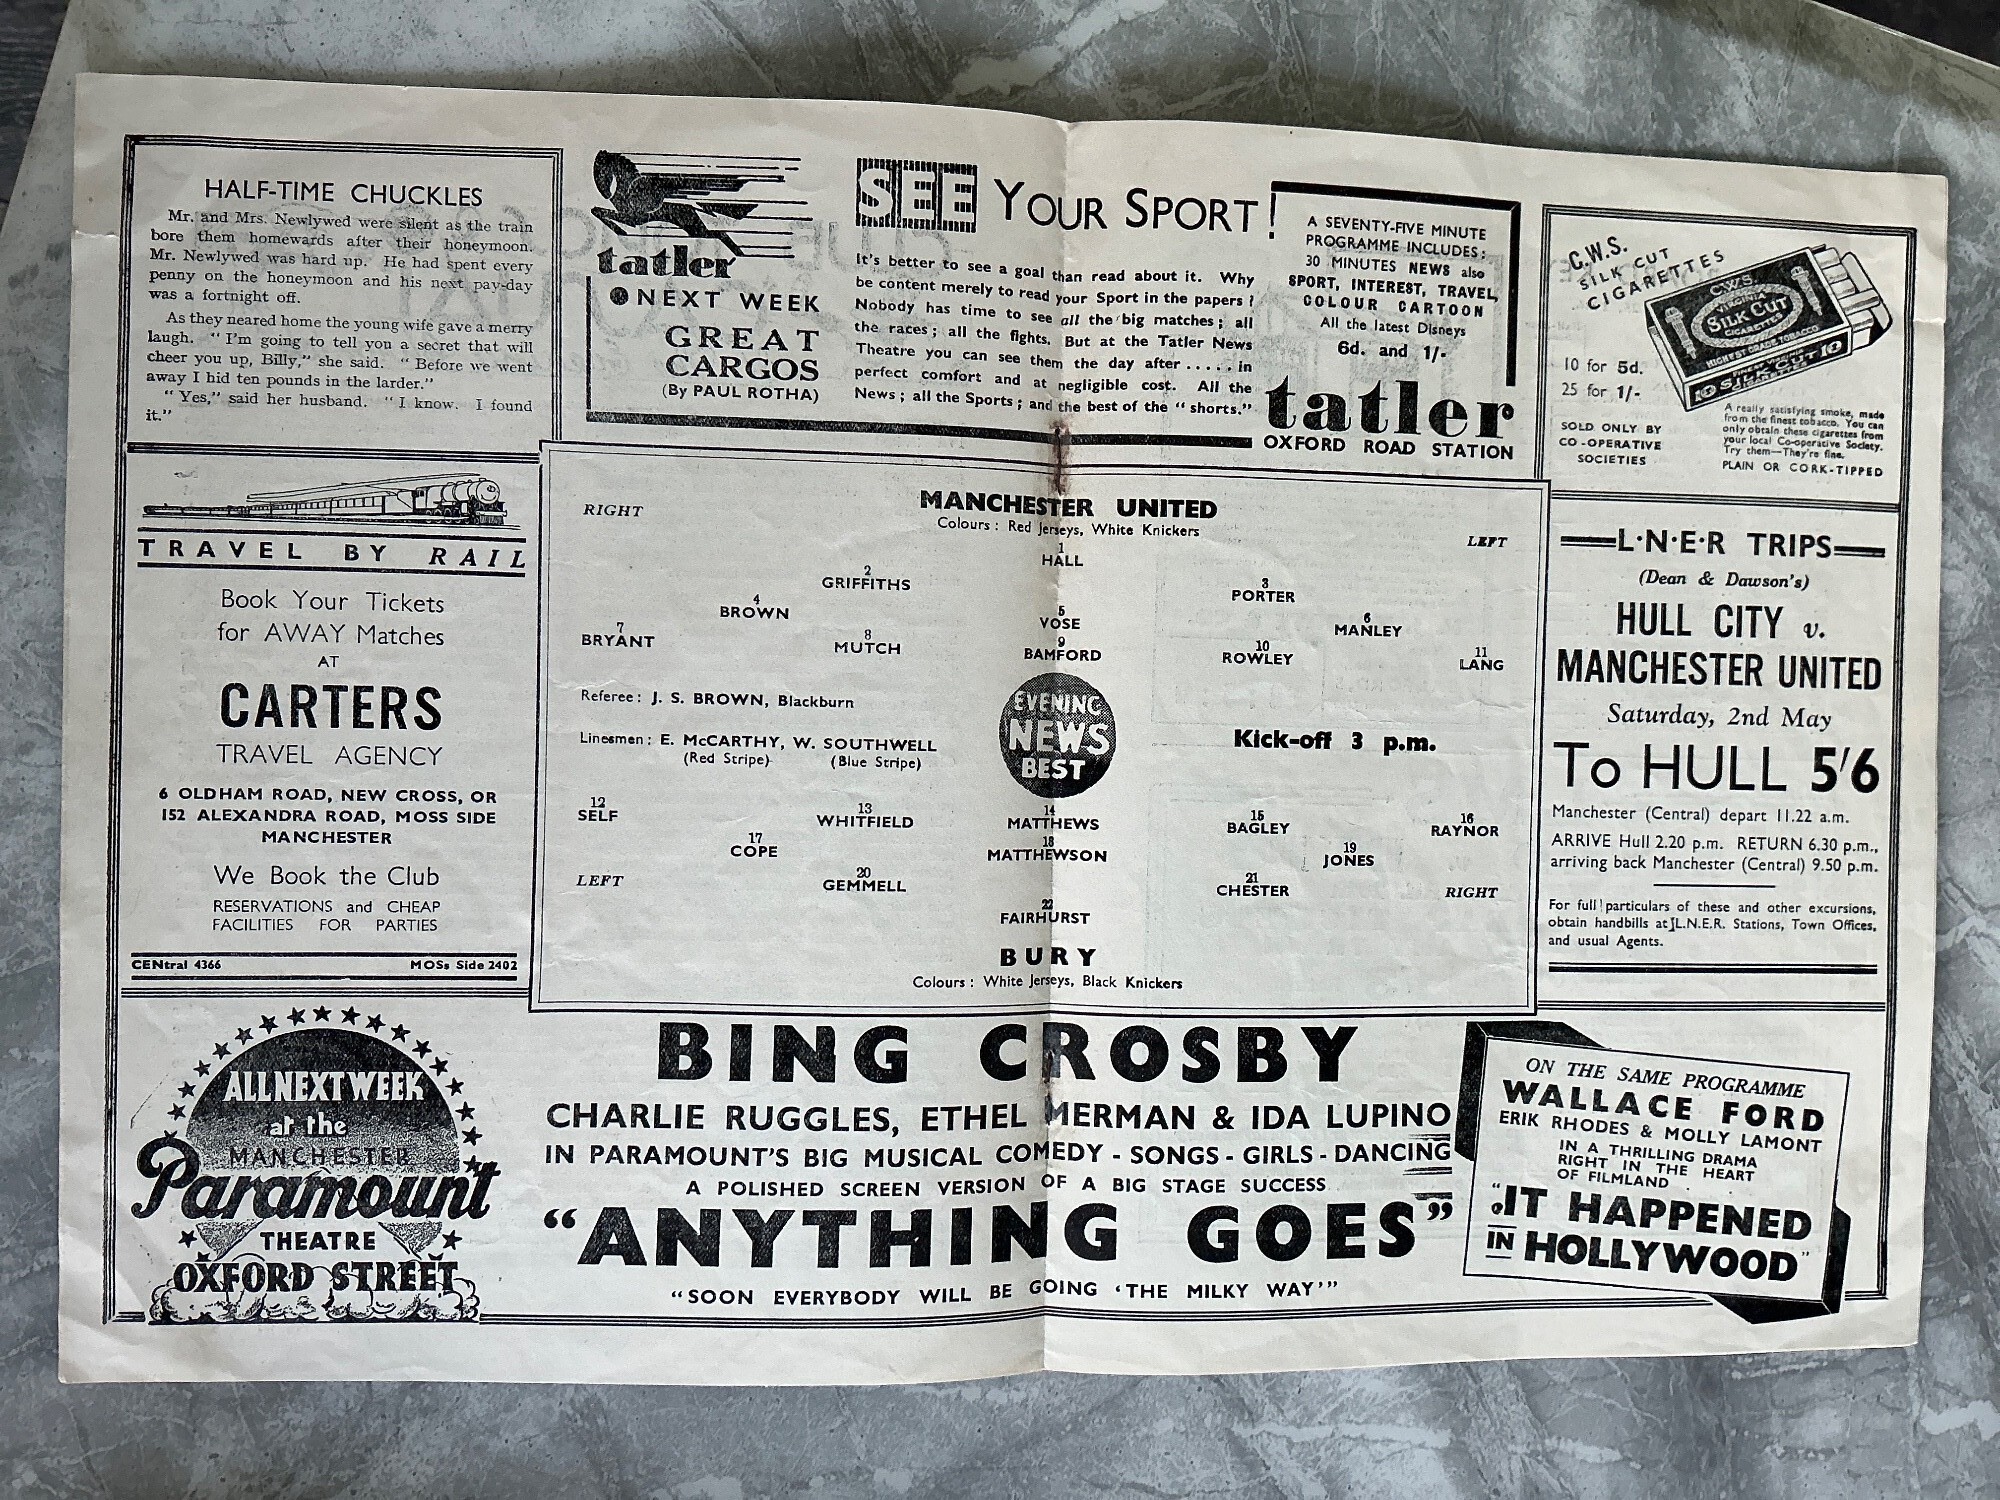 HALF-TIME CHUCKLES
Mr. and Mrs. Newlywed were silent as the train
bore them homewards after their honeymoon.
Mr. Newlywed was hard up. He had spent every
penny on the honeymoon and his next pay-day
was a fortnight off.
As they neared home the young wife gave a merry
laugh. "I'm going to tell you a secret that will
cheer you up, Billy," she said. "Before we went
away I hid ten pounds in the larder."
"Yes," said her husband. "I know. I found
it."
tatler
NEXT WEEK
GREAT
CARGOS
(By PAUL ROTHA)
SEE YOUR SPORT!
It's better to see a goal than read about it. Why
be content merely to read your Sport in the papers?
Nobody has time to see all the big matches; all
the races; all the fights. But at the Tatler News
Theatre you can see them the day after ..... in
perfect comfort and at negligible cost. All the
News; all the Sports; and the best of the "shorts."
A SEVENTY-FIVE MINUTE
PROGRAMME INCLUDES:
30 MINUTES NEWS also
SPORT, INTEREST, TRAVEL,
COLOUR CARTOON
All the latest Disneys
6d. and 1/-
tatler
OXFORD ROAD STATION
C.W.S.
SILK CUT
CIGARETTES
C.W.S.
VIRGINIA
SILK CUT
CIGARETTES
HIGHEST GRADE TOBACCO
FINEST VIRGINIA
10 SILK CUT 10
10 for 5d.
25 for 1/-
SOLD ONLY BY
CO-OPERATIVE
SOCIETIES
A really satisfying smoke, made
from the finest tobacco. You can
only obtain these cigarettes from
your local Co-operative Society.
Try them—They're fine.
PLAIN OR CORK-TIPPED
TRAVEL BY RAIL
Book Your Tickets
for AWAY Matches
AT
CARTERS
TRAVEL AGENCY
6 OLDHAM ROAD, NEW CROSS, OR
152 ALEXANDRA ROAD, MOSS SIDE
MANCHESTER
We Book the Club
RESERVATIONS and CHEAP
FACILITIES FOR PARTIES
CENtral 4366 MOSs Side 2402
MANCHESTER UNITED
Colours: Red Jerseys, White Knickers
RIGHT
LEFT
1
HALL
2
GRIFFITHS
3
PORTER
4
BROWN
5
VOSE
6
MANLEY
7
BRYANT
8
MUTCH
9
BAMFORD
10
ROWLEY
11
LANG
Referee: J. S. BROWN, Blackburn
Linesmen: E. McCARTHY, W. SOUTHWELL
(Red Stripe) (Blue Stripe)
EVENING
NEWS
BEST
Kick-off 3 p.m.
12
SELF
13
WHITFIELD
14
MATTHEWS
15
BAGLEY
16
RAYNOR
17
COPE
18
MATTHEWSON
19
JONES
LEFT
20
GEMMELL
21
CHESTER
RIGHT
22
FAIRHURST
BURY
Colours: White Jerseys, Black Knickers
L·N·E·R TRIPS
(Dean & Dawson's)
HULL CITY v.
MANCHESTER UNITED
Saturday, 2nd May
To HULL 5'6
Manchester (Central) depart 11.22 a.m.
ARRIVE Hull 2.20 p.m. RETURN 6.30 p.m.,
arriving back Manchester (Central) 9.50 p.m.
For full particulars of these and other excursions,
obtain handbills at L.N.E.R. Stations, Town Offices,
and usual Agents.
ALL NEXT WEEK
at the
MANCHESTER
Paramount
THEATRE
OXFORD STREET
BING CROSBY
CHARLIE RUGGLES, ETHEL MERMAN & IDA LUPINO
IN PARAMOUNT'S BIG MUSICAL COMEDY - SONGS - GIRLS - DANCING
A POLISHED SCREEN VERSION OF A BIG STAGE SUCCESS
"ANYTHING GOES"
"SOON EVERYBODY WILL BE GOING 'THE MILKY WAY'"
ON THE SAME PROGRAMME
WALLACE FORD
ERIK RHODES & MOLLY LAMONT
IN A THRILLING DRAMA
RIGHT IN THE HEART
OF FILMLAND
"IT HAPPENED
IN HOLLYWOOD"